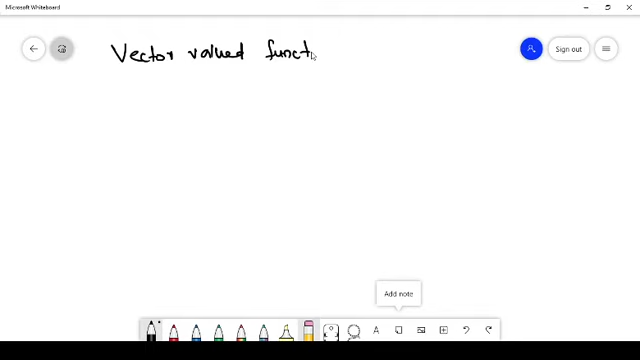 Microsoft Whiteboard
Vector valued funct
Sign out
Add note
A